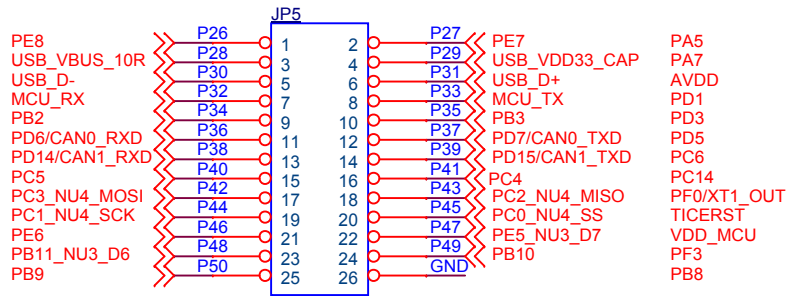 JP5
PE8 P26 1 2 P27 PE7 PA5
USB_VBUS_10R P28 3 4 P29 USB_VDD33_CAP PA7
USB_D- P30 5 6 P31 USB_D+ AVDD
MCU_RX P32 7 8 P33 MCU_TX PD1
PB2 P34 9 10 P35 PB3 PD3
PD6/CAN0_RXD P36 11 12 P37 PD7/CAN0_TXD PD5
PD14/CAN1_RXD P38 13 14 P39 PD15/CAN1_TXD PC6
PC5 P40 15 16 P41 PC4 PC14
PC3_NU4_MOSI P42 17 18 P43 PC2_NU4_MISO PF0/XT1_OUT
PC1_NU4_SCK P44 19 20 P45 PC0_NU4_SS TICERST
PE6 P46 21 22 P47 PE5_NU3_D7 VDD_MCU
PB11_NU3_D6 P48 23 24 P49 PB10 PF3
PB9 P50 25 26 GND PB8